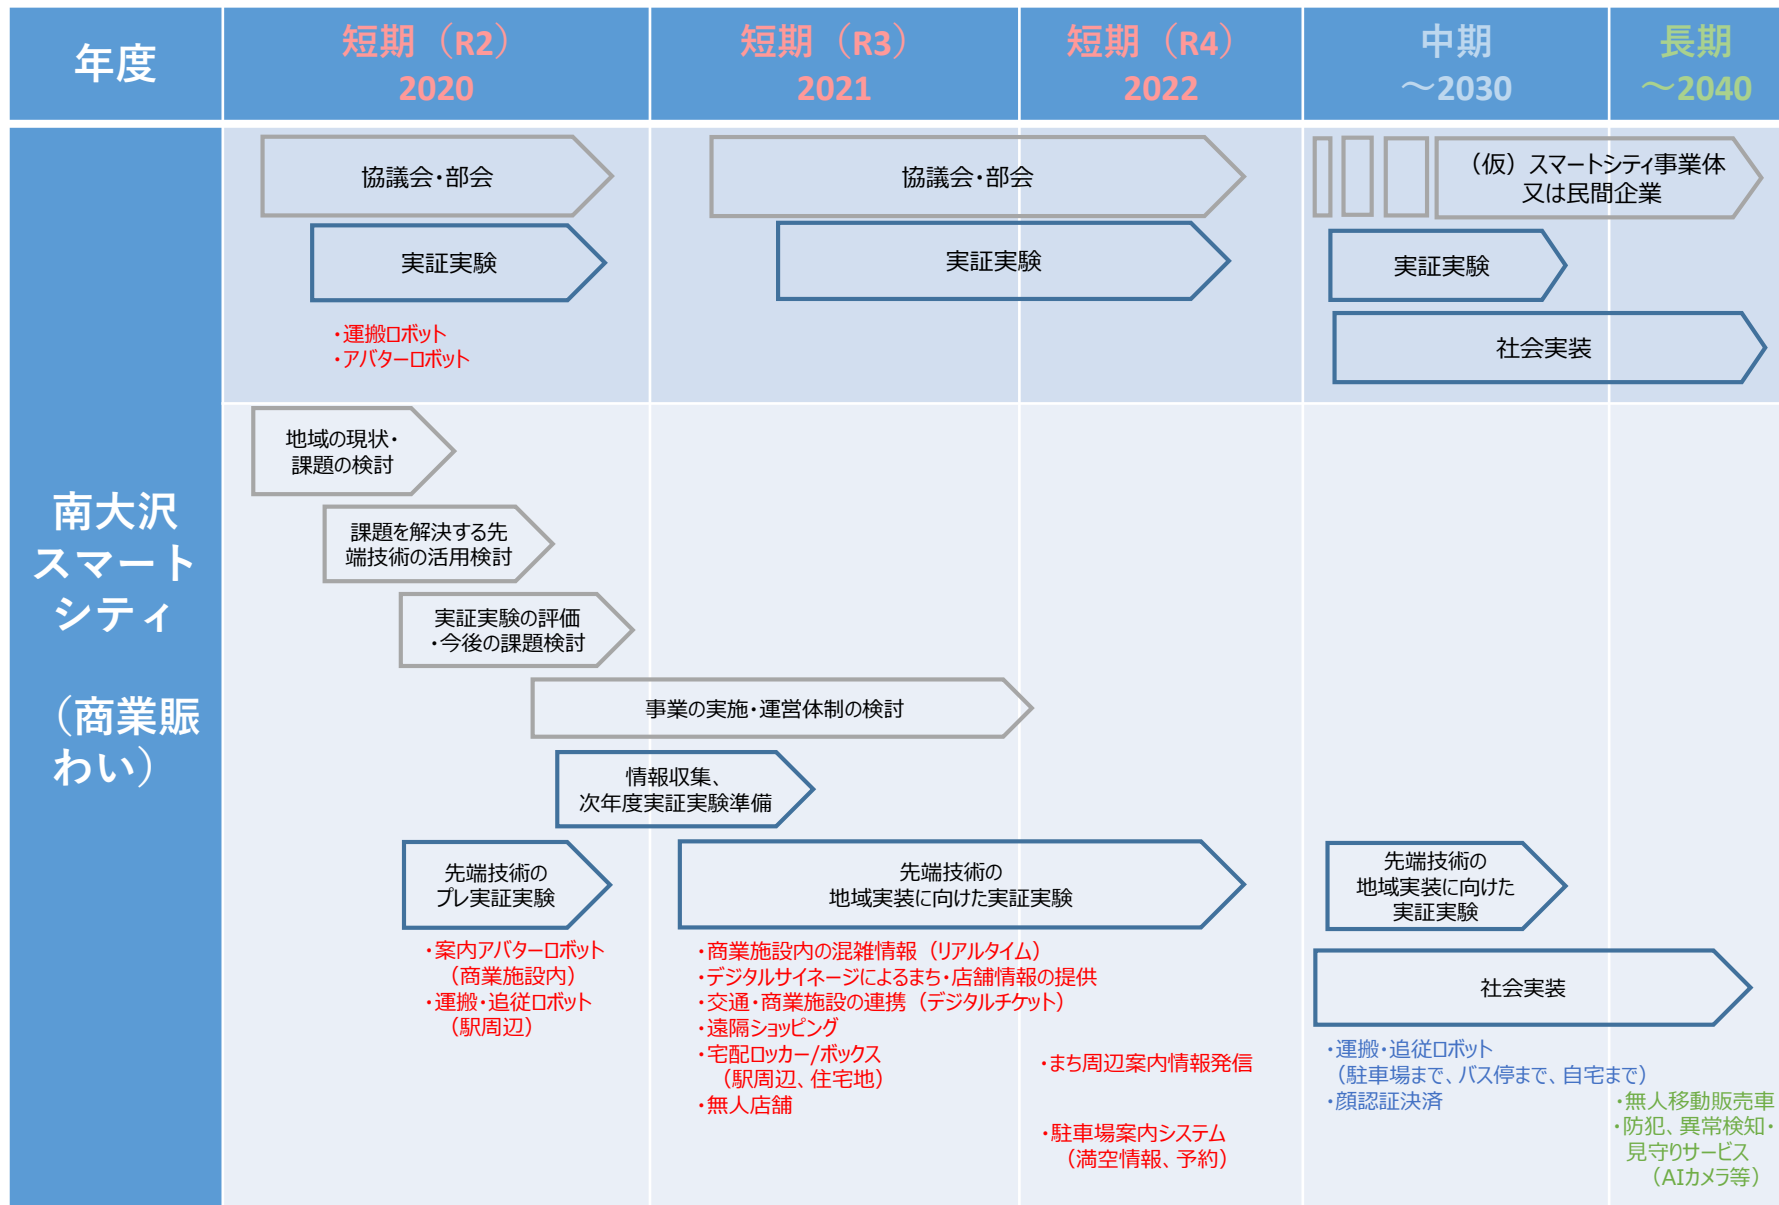 年度
短期（R2）
2020
短期（R3）
2021
短期（R4）
2022
中期
～2030
長期
～2040
南大沢
スマート
シティ
（商業賑
わい）
協議会・部会
協議会・部会
（仮）スマートシティ事業体
又は民間企業
実証実験
実証実験
実証実験
・運搬ロボット
・アバターロボット
社会実装
地域の現状・
課題の検討
課題を解決する先
端技術の活用検討
実証実験の評価
・今後の課題検討
事業の実施・運営体制の検討
情報収集、
次年度実証実験準備
先端技術の
プレ実証実験
先端技術の
地域実装に向けた実証実験
先端技術の
地域実装に向けた
実証実験
・案内アバターロボット
（商業施設内）
・運搬・追従ロボット
（駅周辺）
・商業施設内の混雑情報（リアルタイム）
・デジタルサイネージによるまち・店舗情報の提供
・交通・商業施設の連携（デジタルチケット）
・遠隔ショッピング
・宅配ロッカー/ボックス
（駅周辺、住宅地）
・無人店舗
・まち周辺案内情報発信
・駐車場案内システム
（満空情報、予約）
社会実装
・運搬・追従ロボット
（駐車場まで、バス停まで、自宅まで）
・顔認証決済
・無人移動販売車
・防犯、異常検知・
見守りサービス
（AIカメラ等）